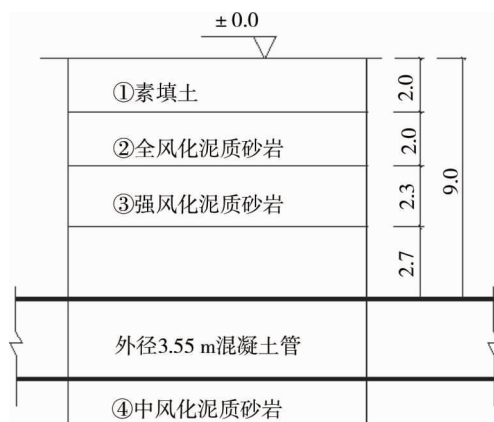 ± 0.0
①素填土
2.0
②全风化泥质砂岩
2.0
③强风化泥质砂岩
2.3
9.0
2.7
外径3.55 m混凝土管
④中风化泥质砂岩